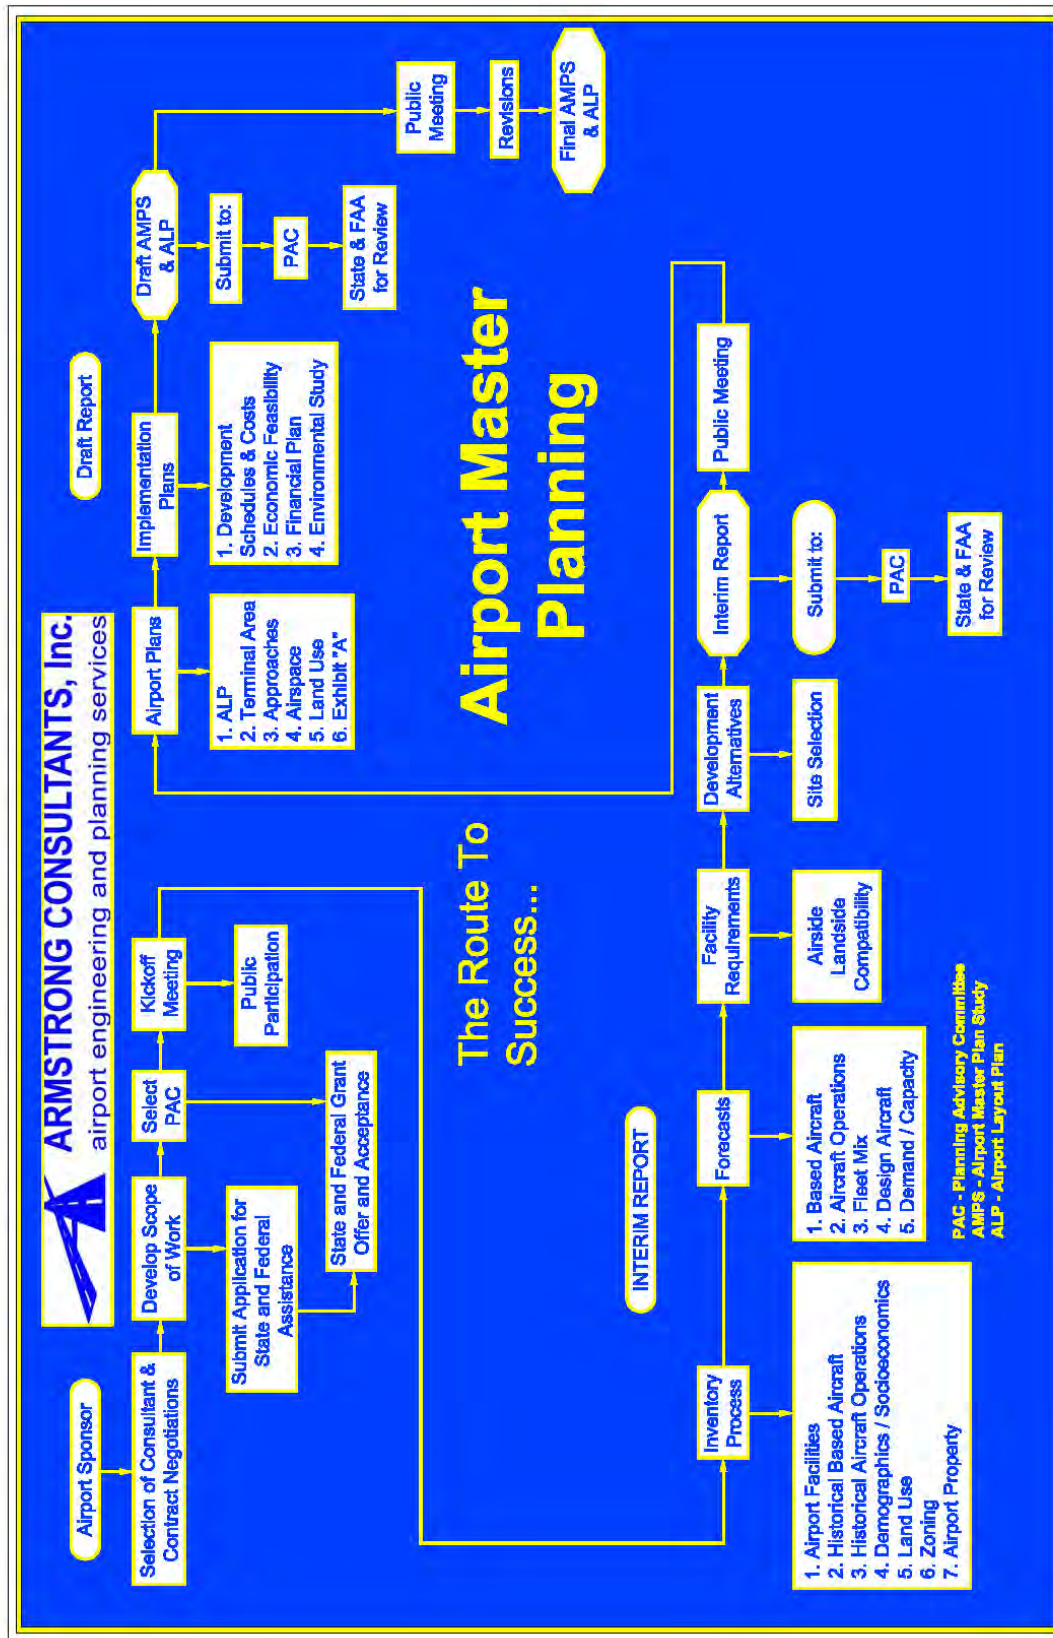 ARMSTRONG CONSULTANTS, Inc.
airport engineering and planning services
Airport Sponsor
Selection of Consultant &
Contract Negotiations
Develop Scope
of Work
Submit Application for
State and Federal
Assistance
Select
PAC
State and Federal Grant
Offer and Acceptance
Kickoff
Meeting
Public
Participation
The Route To
Success...
INTERIM REPORT
Inventory
Process
1. Airport Facilities
2. Historical Based Aircraft
3. Historical Aircraft Operations
4. Demographics / Socioeconomics
5. Land Use
6. Zoning
7. Airport Property
Forecasts
1. Based Aircraft
2. Aircraft Operations
3. Fleet Mix
4. Design Aircraft
5. Demand / Capacity
Facility
Requirements
Airside
Landside
Compatibility
Development
Alternatives
Site Selection
Interim Report
Submit to:
PAC
State & FAA
for Review
Public Meeting
Airport Plans
1. ALP
2. Terminal Area
3. Approaches
4. Airspace
5. Land Use
6. Exhibit "A"
Draft Report
Implementation
Plans
1. Development
Schedules & Costs
2. Economic Feasibility
3. Financial Plan
4. Environmental Study
Draft AMPS
& ALP
Submit to:
PAC
State & FAA
for Review
Public
Meeting
Revisions
Final AMPS
& ALP
Airport Master
Planning
PAC - Planning Advisory Committee
AMPS - Airport Master Plan Study
ALP - Airport Layout Plan